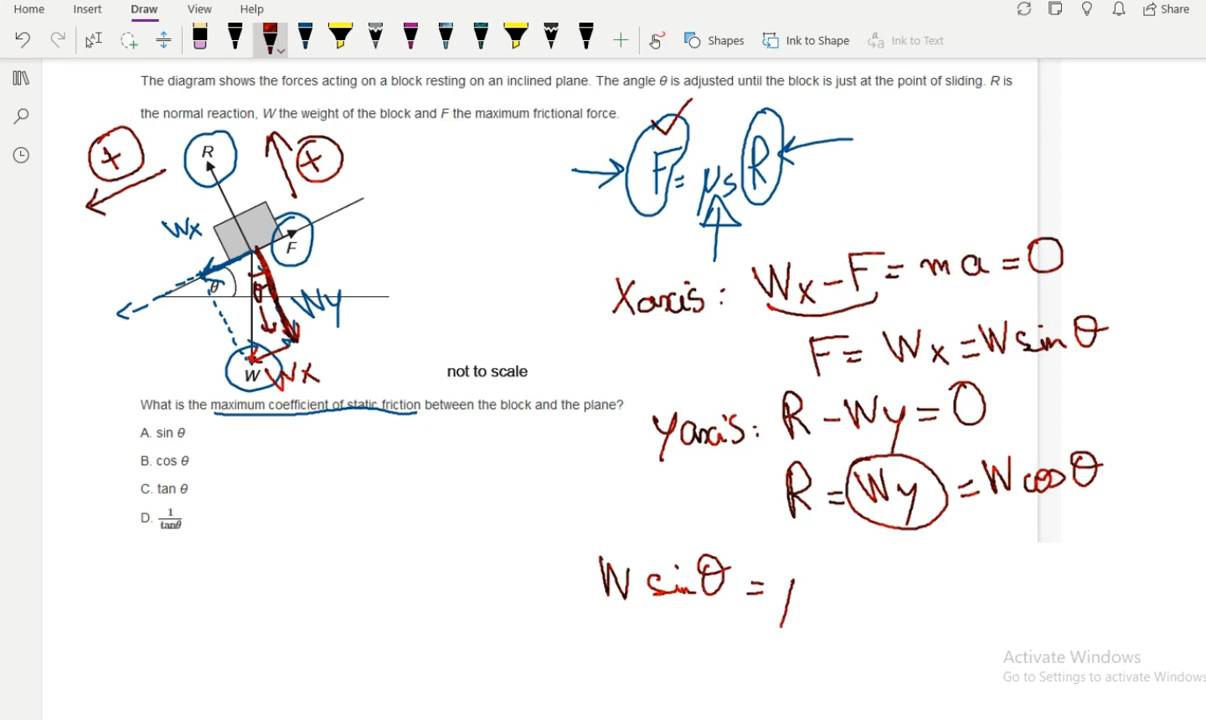 Home Insert Draw View Help
Share
Shapes Ink to Shape Ink to Text
The diagram shows the forces acting on a block resting on an inclined plane. The angle θ is adjusted until the block is just at the point of sliding. R is
the normal reaction, W the weight of the block and F the maximum frictional force.
+ R +
F = μs R
Wx
F
θ θ
Wy
W Wx
not to scale
X axis: Wx - F = ma = 0
F = Wx = W sin θ
What is the maximum coefficient of static friction between the block and the plane?
y axis: R - Wy = 0
R = Wy = W cos θ
A. sin θ
B. cos θ
C. tan θ
D. 1/tanθ
W sin θ =
Activate Windows
Go to Settings to activate Windows